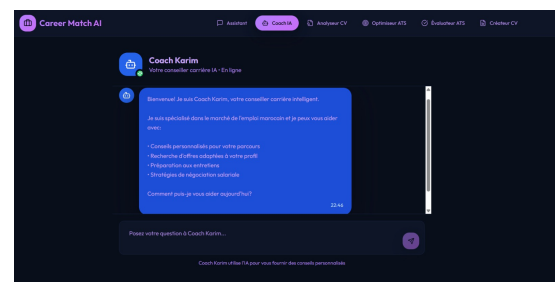 Career Match AI
Assistant
Coach IA
Analyseur CV
Optimiseur ATS
Évaluateur ATS
Créateur CV
Coach Karim
Votre conseiller carrière IA • En ligne
Bienvenue! Je suis Coach Karim, votre conseiller carrière intelligent.
Je suis spécialisé dans le marché de l'emploi marocain et je peux vous aider
avec:
• Conseils personnalisés pour votre parcours
• Recherche d'offres adaptées à votre profil
• Préparation aux entretiens
• Stratégies de négociation salariale
Comment puis-je vous aider aujourd'hui?
22:46
Posez votre question à Coach Karim...
Coach Karim utilise l'IA pour vous fournir des conseils personnalisés